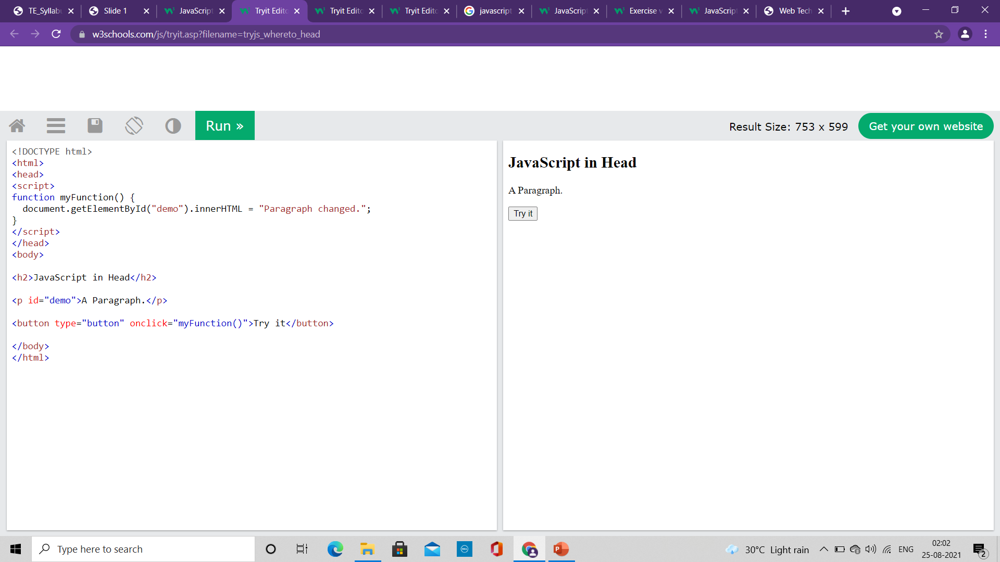 TE_Syllabu
Slide 1
JavaScript
Tryit Edito
Tryit Edito
Tryit Edito
javascript
JavaScript
Exercise v
JavaScript
Web Tech
w3schools.com/js/tryit.asp?filename=tryjs_whereto_head
Run »
Result Size: 753 x 599
Get your own website
<!DOCTYPE html>
<html>
<head>
<script>
function myFunction() {
  document.getElementById("demo").innerHTML = "Paragraph changed.";
}
</script>
</head>
<body>
<h2>JavaScript in Head</h2>
<p id="demo">A Paragraph.</p>
<button type="button" onclick="myFunction()">Try it</button>
</body>
</html>
JavaScript in Head
A Paragraph.
Try it
Type here to search
30°C Light rain
ENG
02:02
25-08-2021
2